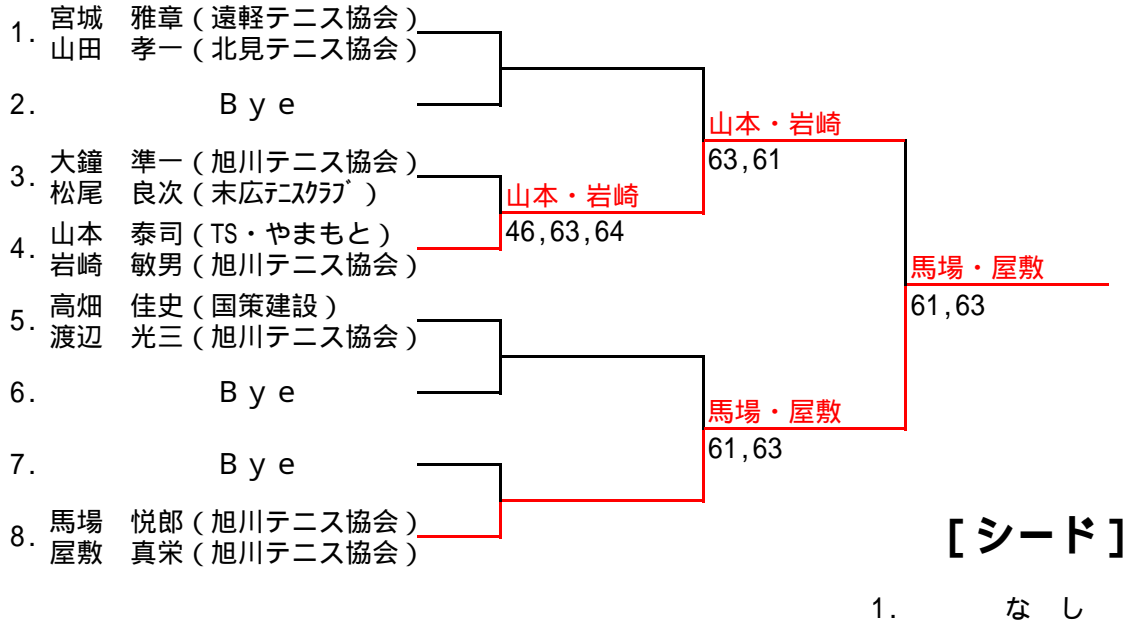 1. 宮城　雅章（遠軽テニス協会）
山田　孝一（北見テニス協会）
2. Ｂｙｅ
3. 大鐘　準一（旭川テニス協会）
松尾　良次（末広ﾃﾆｽｸﾗﾌﾞ）
4. 山本　泰司（TS・やまもと）
岩崎　敏男（旭川テニス協会）
5. 高畑　佳史（国策建設）
渡辺　光三（旭川テニス協会）
6. Ｂｙｅ
7. Ｂｙｅ
8. 馬場　悦郎（旭川テニス協会）
屋敷　真栄（旭川テニス協会）
山本・岩崎
46,63,64
山本・岩崎
63,61
馬場・屋敷
61,63
馬場・屋敷
61,63
[シード]
1. なし